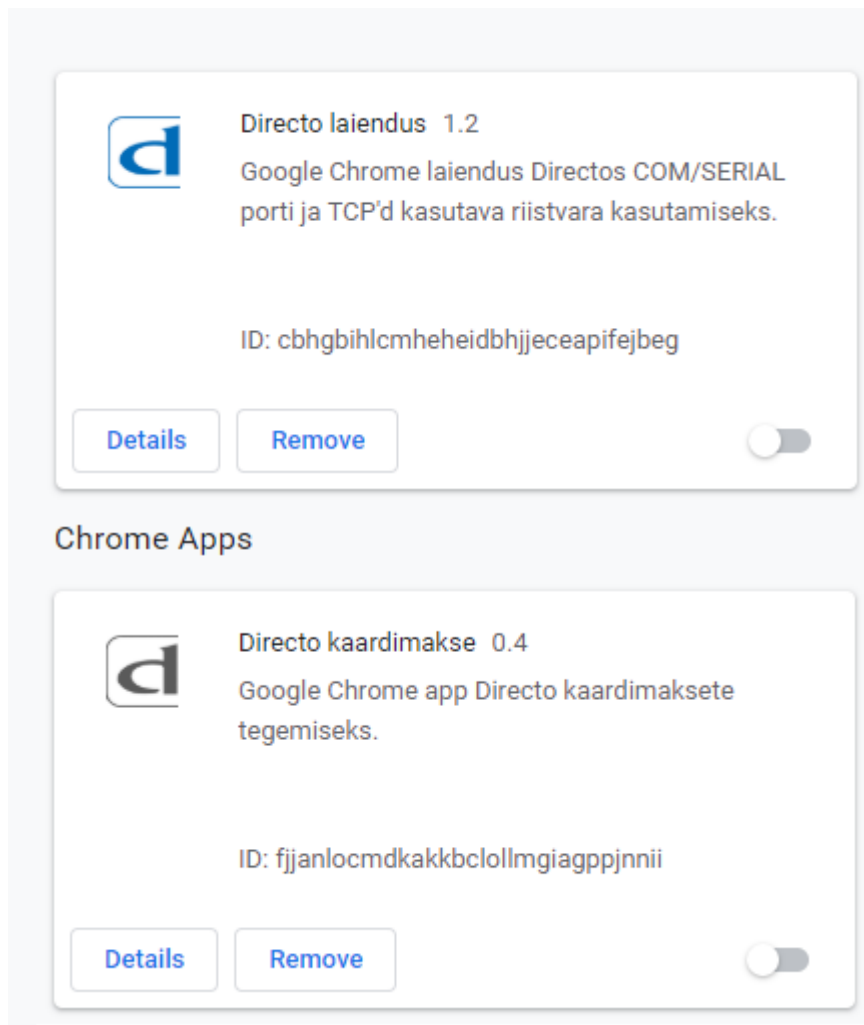 Directo laiendus 1.2
Google Chrome laiendus Directos COM/SERIAL
porti ja TCP'd kasutava riistvara kasutamiseks.
ID: cbhgbihlcmheheidbhjjeceapifejbeg
Details Remove
Chrome Apps
Directo kaardimakse 0.4
Google Chrome app Directo kaardimaksete
tegemiseks.
ID: fjjanlocmdkakkbclollmgiagppjnnii
Details Remove